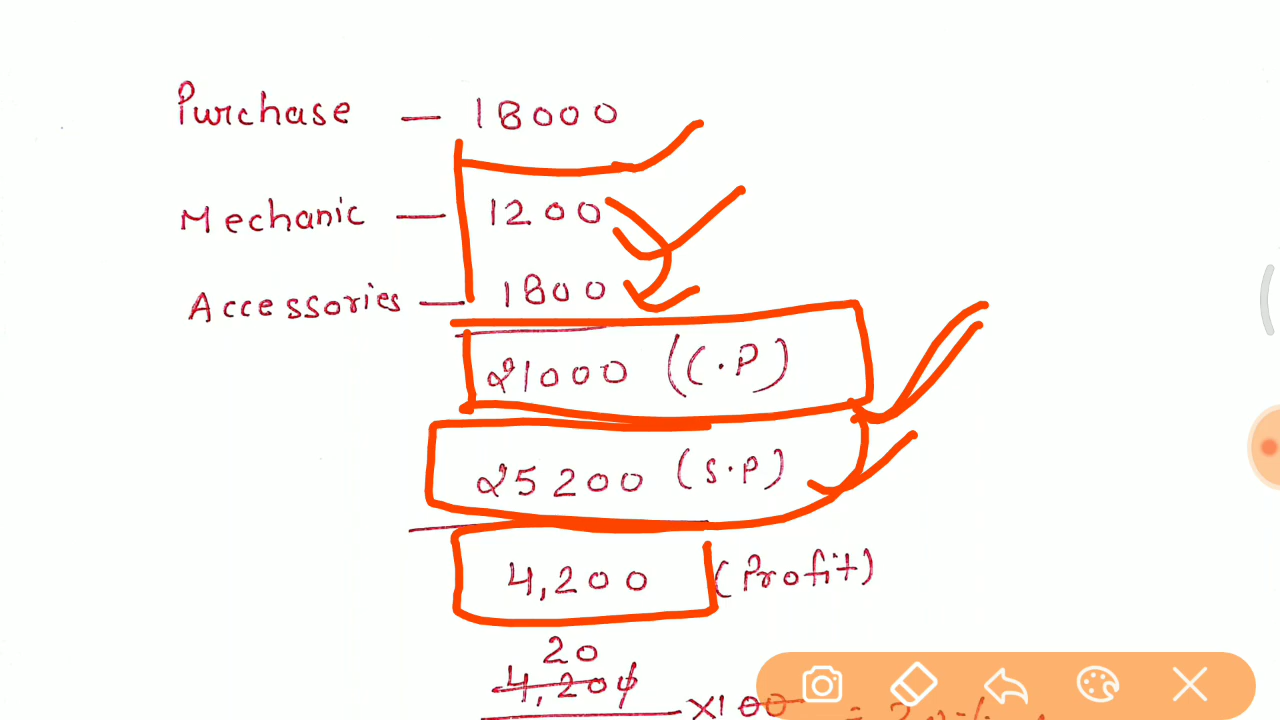 Purchase — 18000
Mechanic — 1200
Accessories — 1800
21000 (C.P)
25200 (S.P)
4,200 (Profit)
20
4,200 ×100